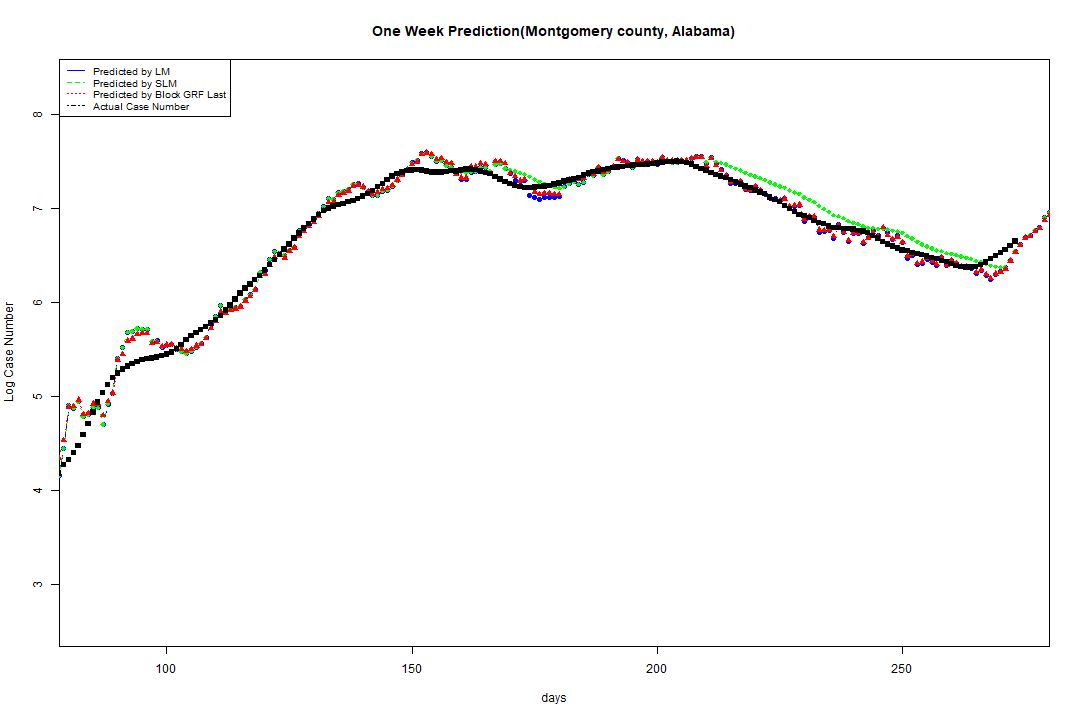 One Week Prediction(Montgomery county, Alabama)
Predicted by LM
Predicted by SLM
Predicted by Block GRF Last
Actual Case Number
Log Case Number
8
7
6
5
4
3
100 150 200 250
days